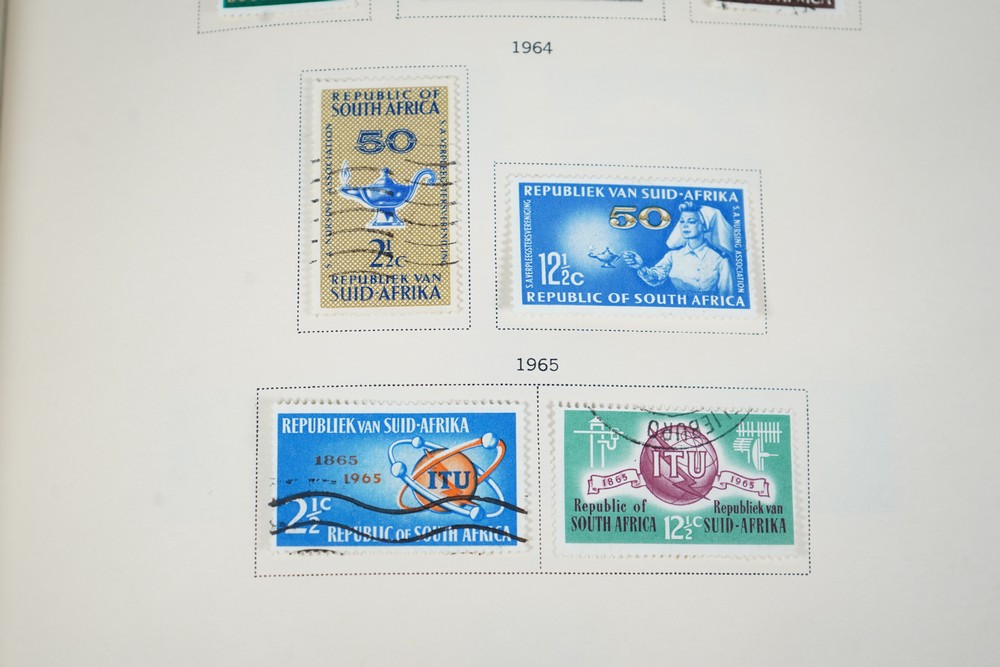 1964
REPUBLIC OF
SOUTH AFRICA
50
S.A. NURSING ASSOCIATION
S.A. VERPLEEGSTERSVERENIGING
2½c
REPUBLIEK VAN
SUID-AFRIKA
REPUBLIEK VAN SUID-AFRIKA
50
S.A. VERPLEEGSTERSVERENIGING
S.A. NURSING ASSOCIATION
12½c
REPUBLIC OF SOUTH AFRICA
1965
REPUBLIEK VAN SUID-AFRIKA
1865
1965
ITU
2½c
REPUBLIC OF SOUTH AFRICA
ITU
1865
1965
Republic of
SOUTH AFRICA
12½c
Republiek van
SUID-AFRIKA